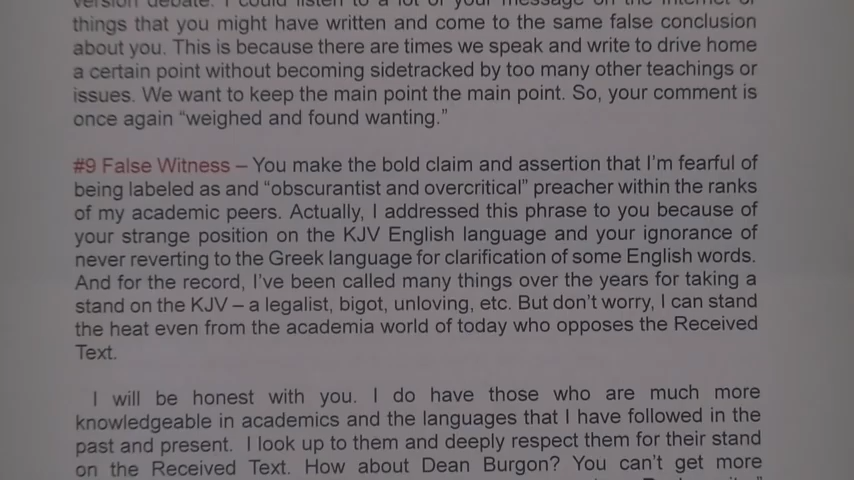 version debate. I could listen to a lot of your message on the internet or
things that you might have written and come to the same false conclusion
about you. This is because there are times we speak and write to drive home
a certain point without becoming sidetracked by too many other teachings or
issues. We want to keep the main point the main point. So, your comment is
once again “weighed and found wanting.”
#9 False Witness – You make the bold claim and assertion that I’m fearful of
being labeled as and “obscurantist and overcritical” preacher within the ranks
of my academic peers. Actually, I addressed this phrase to you because of
your strange position on the KJV English language and your ignorance of
never reverting to the Greek language for clarification of some English words.
And for the record, I’ve been called many things over the years for taking a
stand on the KJV – a legalist, bigot, unloving, etc. But don’t worry, I can stand
the heat even from the academia world of today who opposes the Received
Text.
I will be honest with you. I do have those who are much more
knowledgeable in academics and the languages that I have followed in the
past and present. I look up to them and deeply respect them for their stand
on the Received Text. How about Dean Burgon? You can’t get more